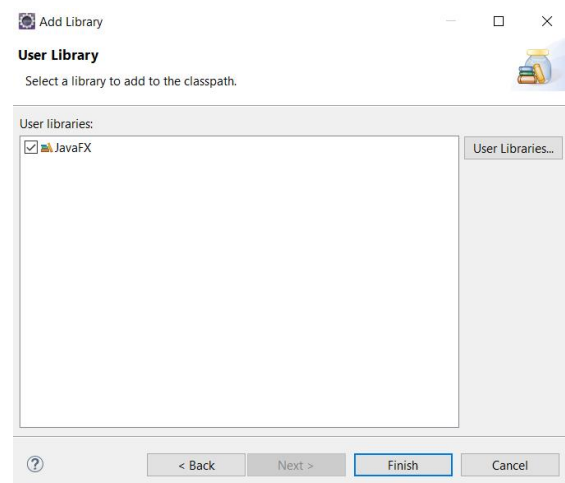 Add Library
User Library
Select a library to add to the classpath.
User libraries:
JavaFX
User Libraries...
< Back
Next >
Finish
Cancel